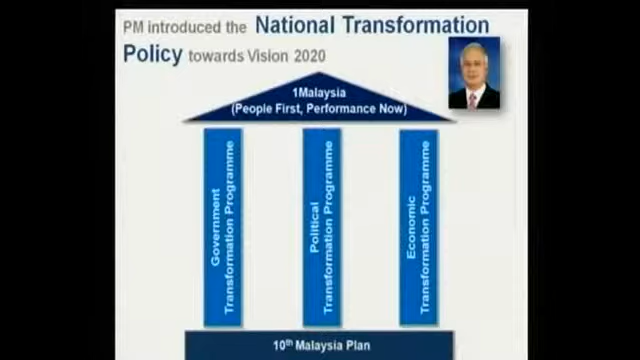 PM introduced the National Transformation
Policy towards Vision 2020
1Malaysia
(People First, Performance Now)
Government
Transformation Programme
Political
Transformation Programme
Economic
Transformation Programme
10th Malaysia Plan